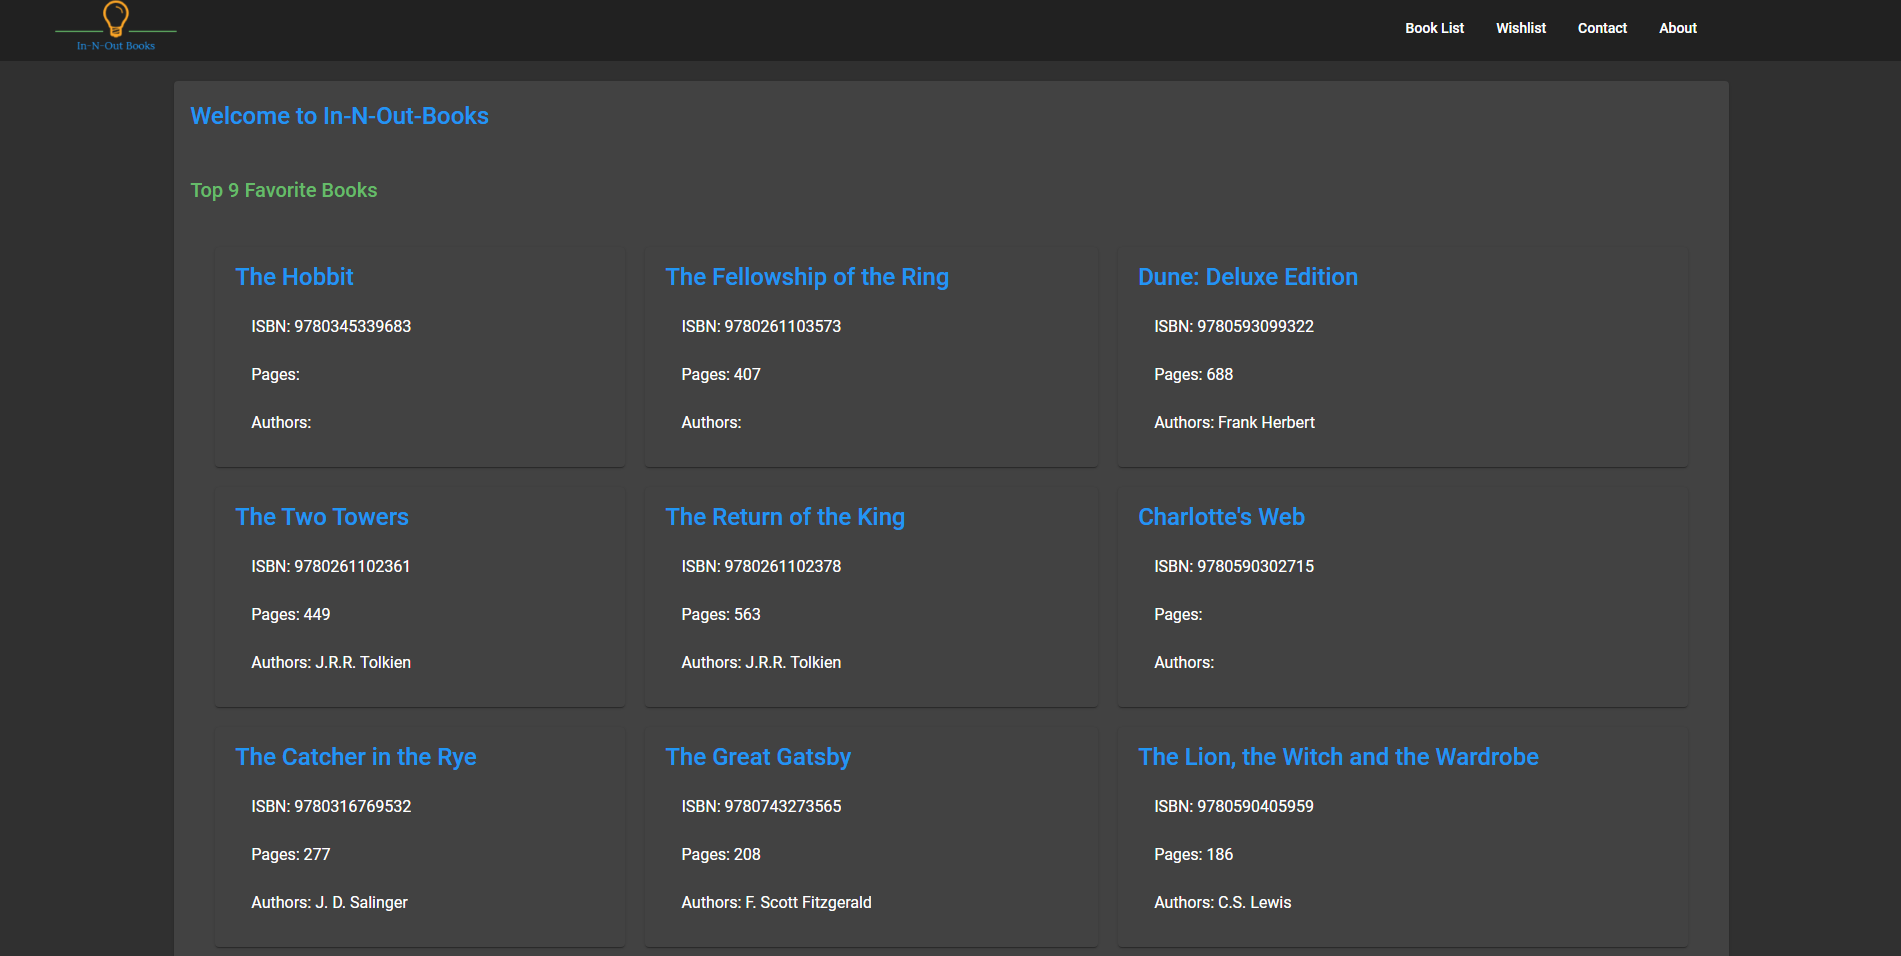 In-N-Out Books
Book List Wishlist Contact About
Welcome to In-N-Out-Books
Top 9 Favorite Books
The Hobbit
ISBN: 9780345339683
Pages:
Authors:
The Fellowship of the Ring
ISBN: 9780261103573
Pages: 407
Authors:
Dune: Deluxe Edition
ISBN: 9780593099322
Pages: 688
Authors: Frank Herbert
The Two Towers
ISBN: 9780261102361
Pages: 449
Authors: J.R.R. Tolkien
The Return of the King
ISBN: 9780261102378
Pages: 563
Authors: J.R.R. Tolkien
Charlotte's Web
ISBN: 9780590302715
Pages:
Authors:
The Catcher in the Rye
ISBN: 9780316769532
Pages: 277
Authors: J. D. Salinger
The Great Gatsby
ISBN: 9780743273565
Pages: 208
Authors: F. Scott Fitzgerald
The Lion, the Witch and the Wardrobe
ISBN: 9780590405959
Pages: 186
Authors: C.S. Lewis